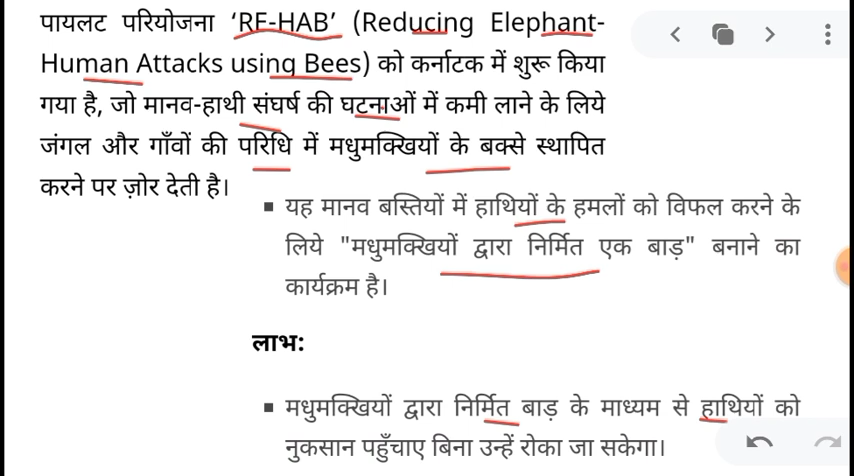 पायलट परियोजना ‘RE-HAB’ (Reducing Elephant-
Human Attacks using Bees) को कर्नाटक में शुरू किया
गया है, जो मानव-हाथी संघर्ष की घटनाओं में कमी लाने के लिये
जंगल और गाँवों की परिधि में मधुमक्खियों के बक्से स्थापित
करने पर ज़ोर देती है।
▪ यह मानव बस्तियों में हाथियों के हमलों को विफल करने के
लिये "मधुमक्खियों द्वारा निर्मित एक बाड़" बनाने का
कार्यक्रम है।
लाभ:
▪ मधुमक्खियों द्वारा निर्मित बाड़ के माध्यम से हाथियों को
नुकसान पहुँचाए बिना उन्हें रोका जा सकेगा।